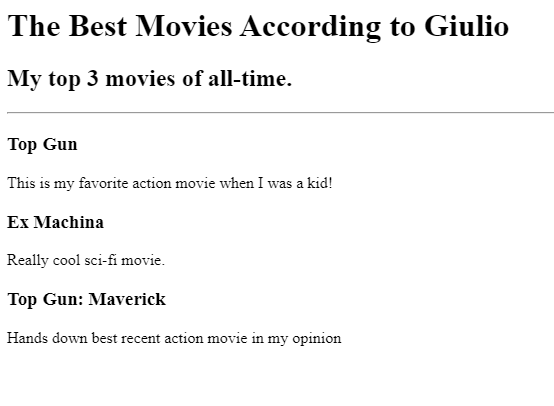 The Best Movies According to Giulio
My top 3 movies of all-time.
Top Gun
This is my favorite action movie when I was a kid!
Ex Machina
Really cool sci-fi movie.
Top Gun: Maverick
Hands down best recent action movie in my opinion